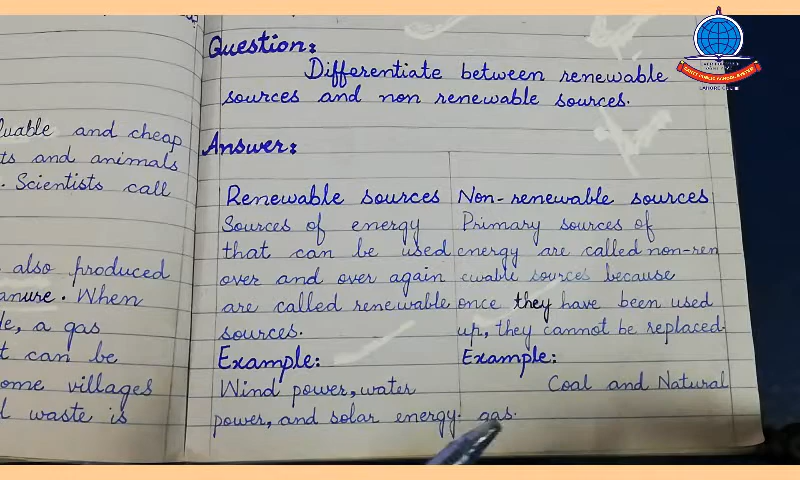 uable and cheap
ts and animals
. Scientists call
also produced
anure. When
le, a gas
t can be
ome villages
d waste is
Question:
Differentiate between renewable
sources and non renewable sources.
Answer:
Renewable sources
Sources of energy
that can be used
over and over again
are called renewable
sources.
Example:
Wind power, water
power, and solar energy.
Non-renewable sources
Primary sources of
energy are called non-ren
ewable sources because
once they have been used
up, they cannot be replaced.
Example:
Coal and Natural
gas.